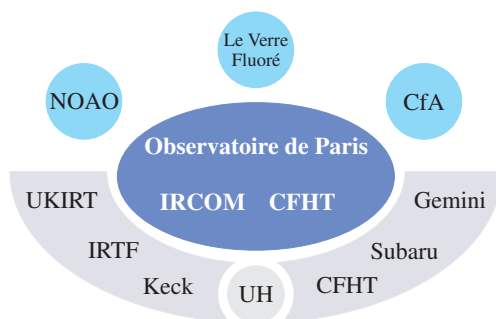 Le Verre
Fluoré
NOAO
CfA
Observatoire de Paris
IRCOM CFHT
UKIRT
Gemini
IRTF
Subaru
Keck
UH
CFHT